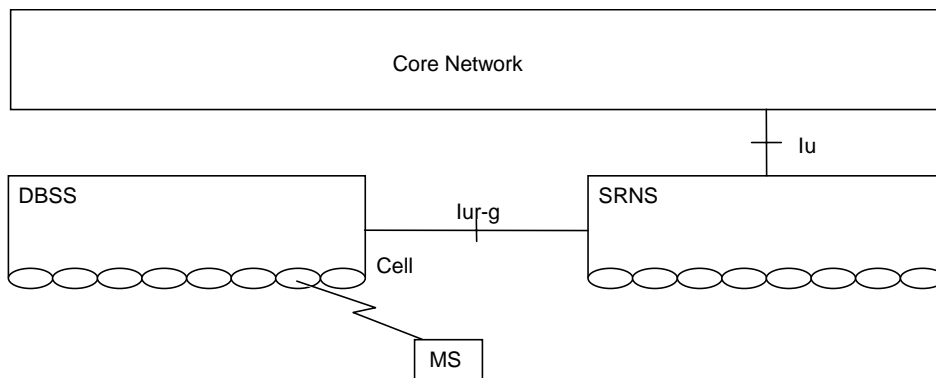 Core Network
Iu
DBSS
SRNS
Iur-g
Cell
MS